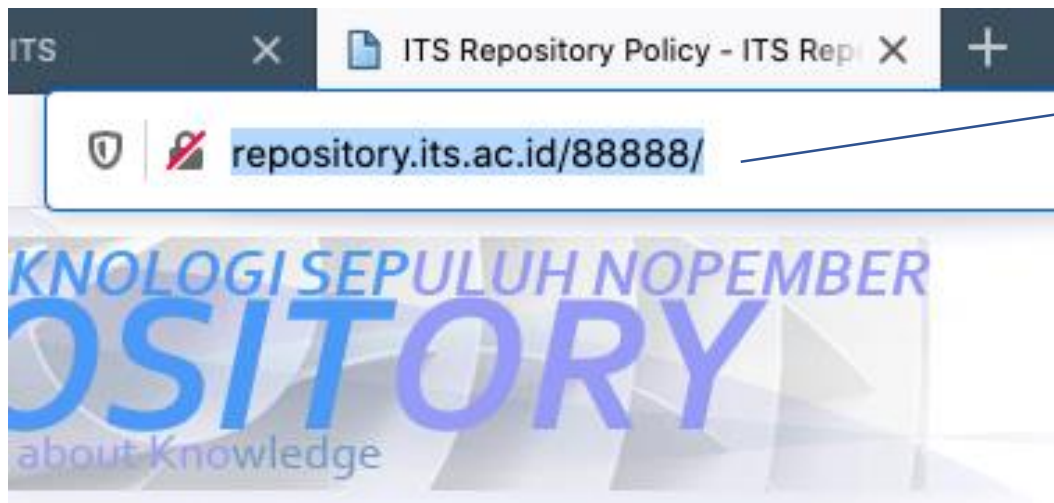 ITS
ITS Repository Policy - ITS Rep
repository.its.ac.id/88888/
KNOLOGI SEPULUH NOPEMBER
OSITORY
about Knowledge